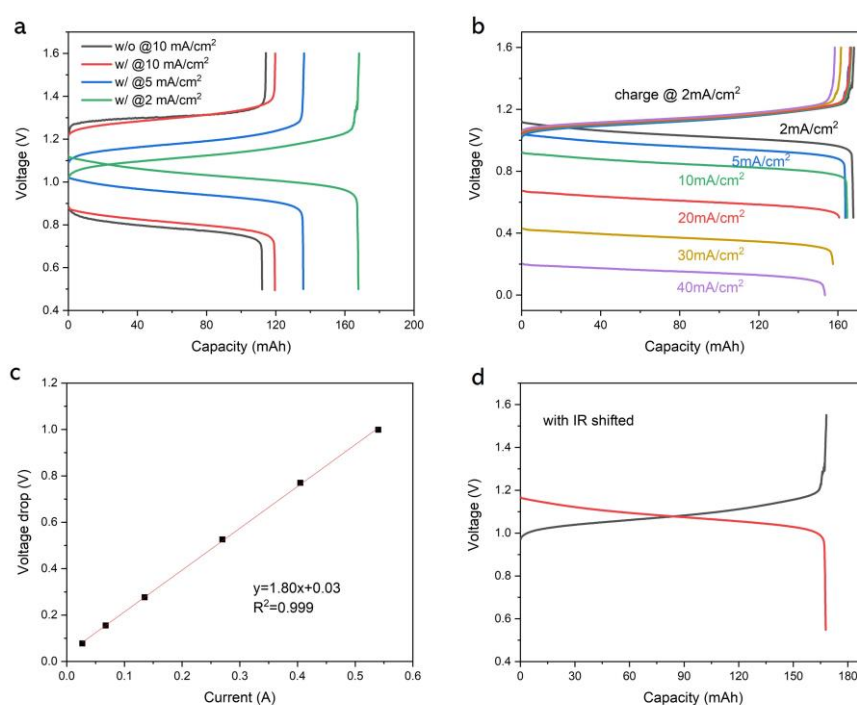 a
w/o @10 mA/cm²
w/ @10 mA/cm²
w/ @5 mA/cm²
w/ @2 mA/cm²
1.6
1.4
1.2
1.0
0.8
0.6
0.4
0 40 80 120 160 200
Voltage (V)
Capacity (mAh)
b
charge @ 2mA/cm²
2mA/cm²
5mA/cm²
10mA/cm²
20mA/cm²
30mA/cm²
40mA/cm²
1.6
1.2
0.8
0.4
0.0
0 40 80 120 160
Voltage (V)
Capacity (mAh)
c
1.2
1.0
0.8
0.6
0.4
0.2
0.0
y=1.80x+0.03
R²=0.999
0.0 0.1 0.2 0.3 0.4 0.5 0.6
Voltage drop (V)
Current (A)
d
with IR shifted
1.6
1.4
1.2
1.0
0.8
0.6
0.4
0 30 60 90 120 150 180
Voltage (V)
Capacity (mAh)